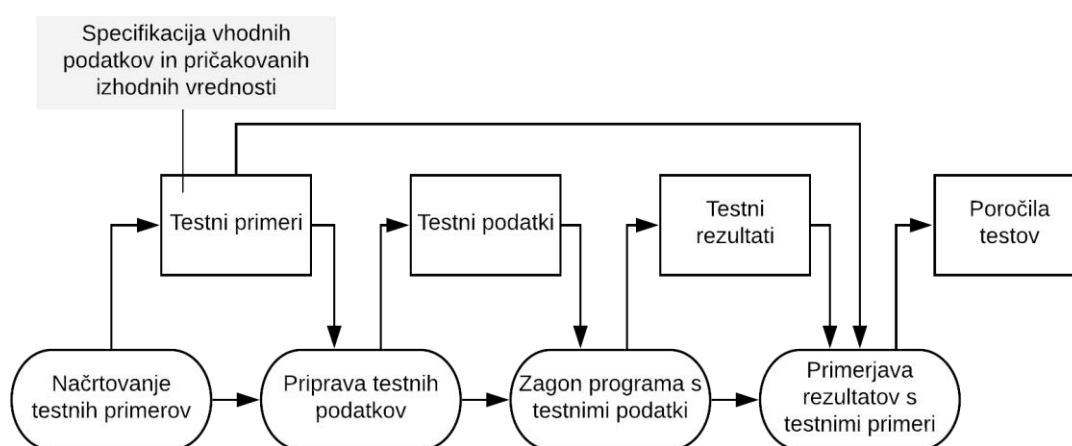 Specifikacija vhodnih
podatkov in pričakovanih
izhodnih vrednosti
Testni primeri
Testni podatki
Testni
rezultati
Poročila
testov
Načrtovanje
testnih primerov
Priprava testnih
podatkov
Zagon programa s
testnimi podatki
Primerjava
rezultatov s
testnimi primeri